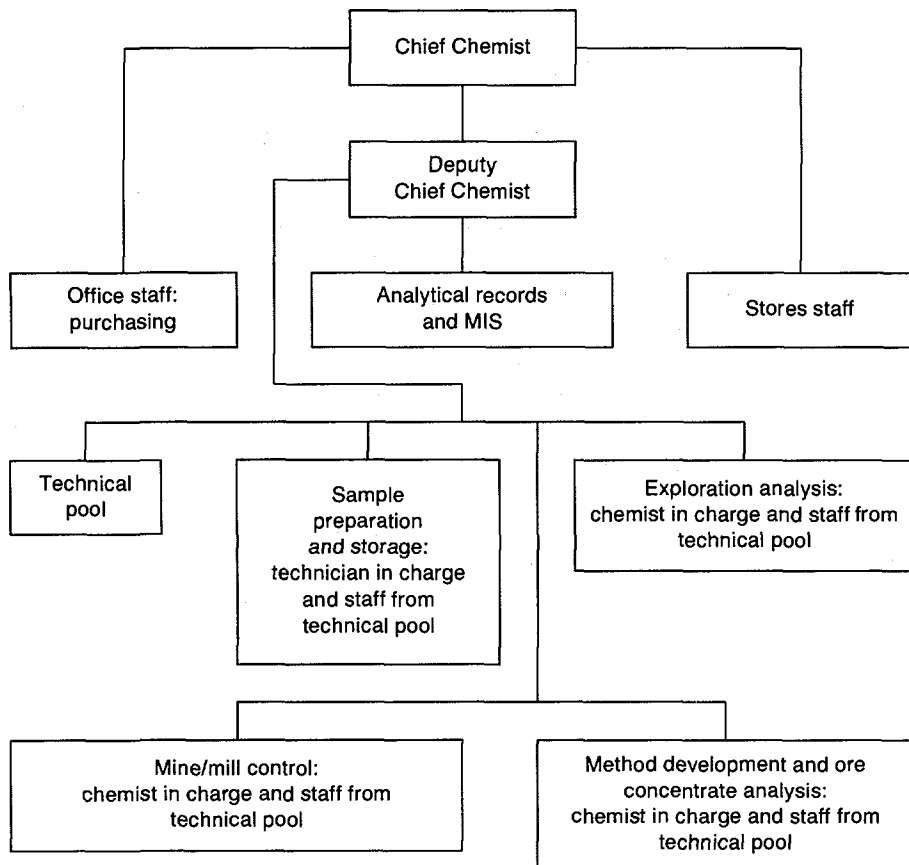 Chief Chemist
Deputy
Chief Chemist
Office staff:
purchasing
Analytical records
and MIS
Stores staff
Technical
pool
Sample
preparation
and storage:
technician in charge
and staff from
technical pool
Exploration analysis:
chemist in charge and staff from
technical pool
Mine/mill control:
chemist in charge and staff from
technical pool
Method development and ore
concentrate analysis:
chemist in charge and staff from
technical pool